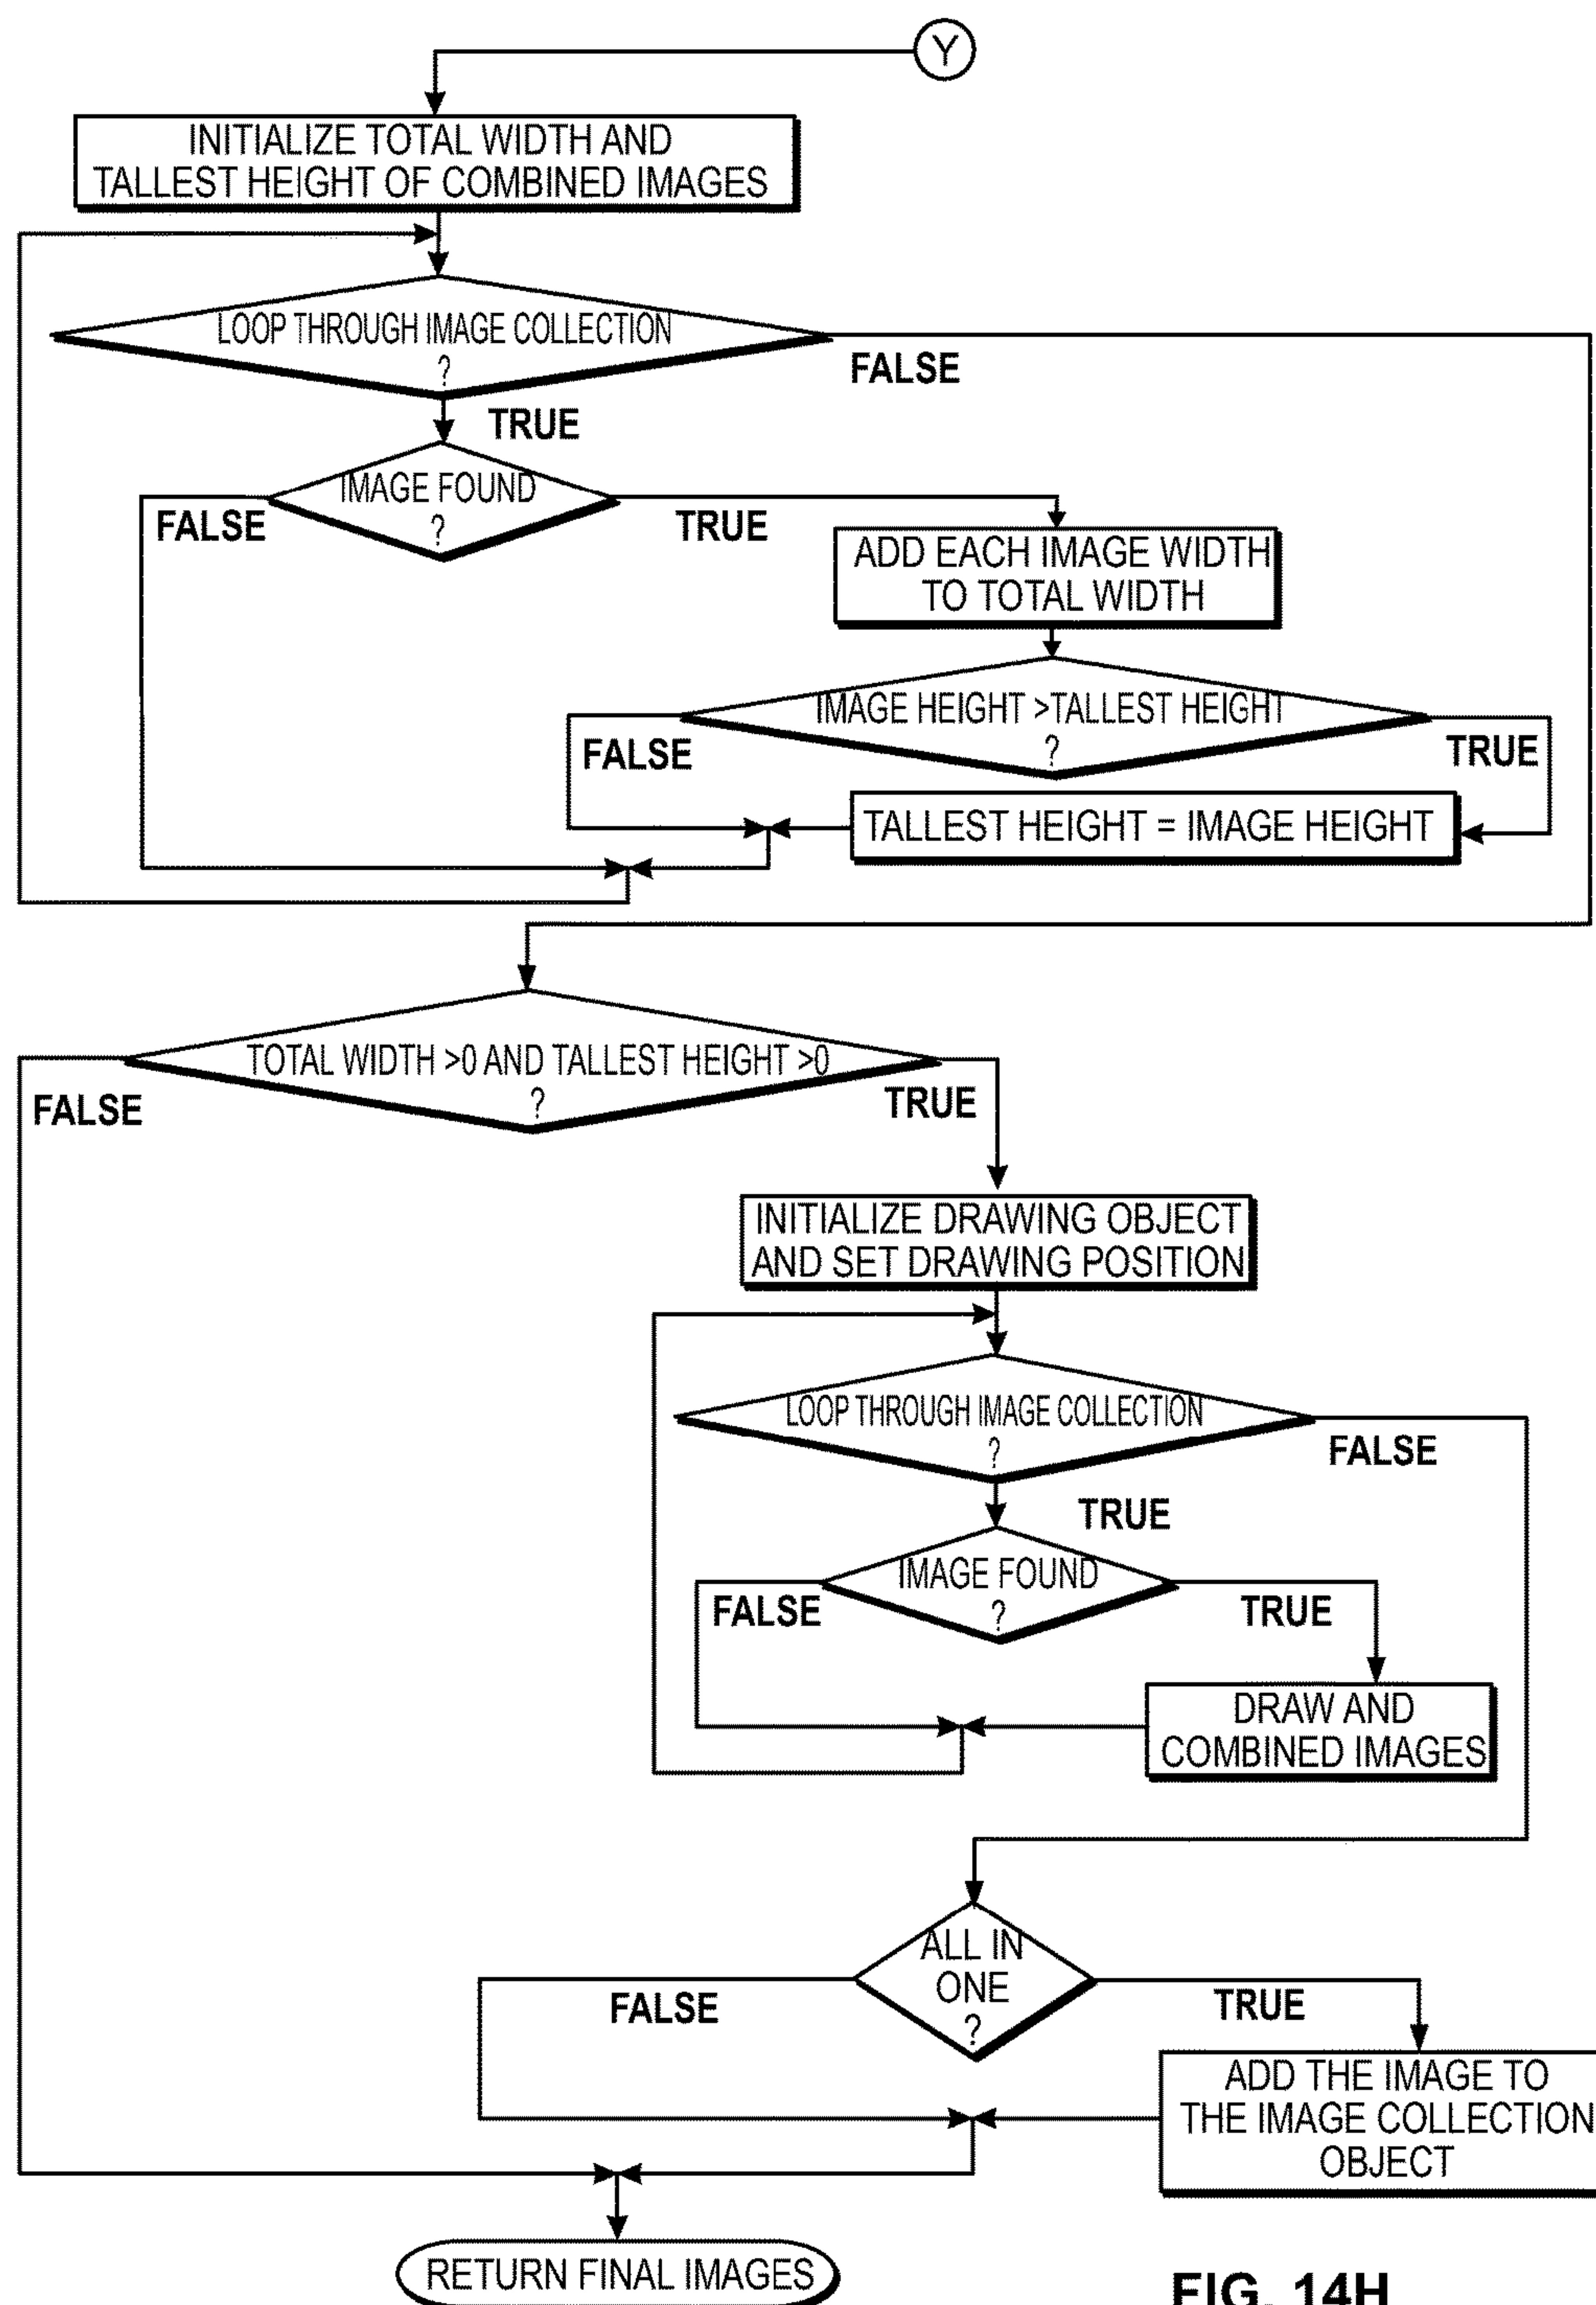 Y
INITIALIZE TOTAL WIDTH AND
TALLEST HEIGHT OF COMBINED IMAGES
LOOP THROUGH IMAGE COLLECTION
?
FALSE
TRUE
IMAGE FOUND
?
FALSE
TRUE
ADD EACH IMAGE WIDTH
TO TOTAL WIDTH
IMAGE HEIGHT >TALLEST HEIGHT
?
FALSE
TRUE
TALLEST HEIGHT = IMAGE HEIGHT
TOTAL WIDTH >0 AND TALLEST HEIGHT >0
?
FALSE
TRUE
INITIALIZE DRAWING OBJECT
AND SET DRAWING POSITION
LOOP THROUGH IMAGE COLLECTION
?
FALSE
TRUE
IMAGE FOUND
?
FALSE
TRUE
DRAW AND
COMBINED IMAGES
ALL IN
ONE
?
FALSE
TRUE
ADD THE IMAGE TO
THE IMAGE COLLECTION
OBJECT
RETURN FINAL IMAGES
FIG. 14H